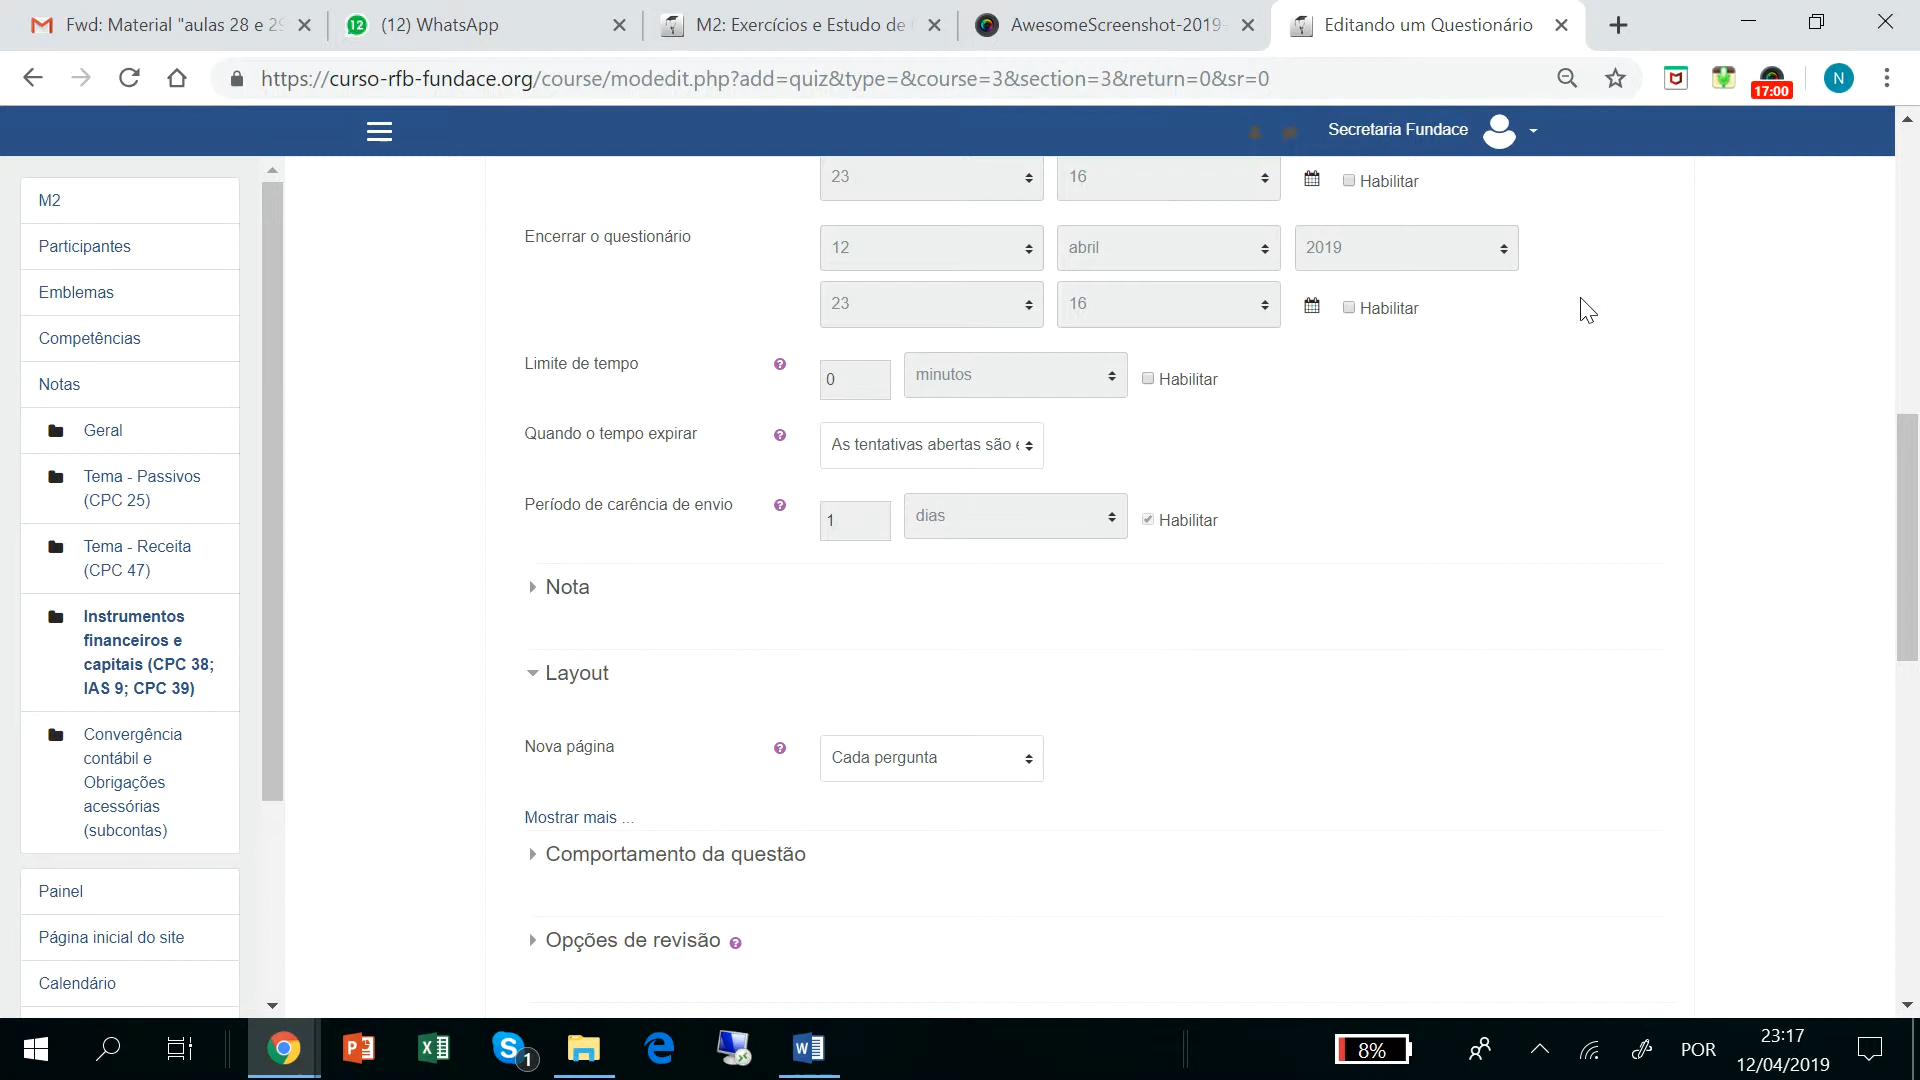 Fwd: Material "aulas 28 e 29
(12) WhatsApp
M2: Exercícios e Estudo de
AwesomeScreenshot-2019-
Editando um Questionário
https://curso-rfb-fundace.org/course/modedit.php?add=quiz&type=&course=3&section=3&return=0&sr=0
17:00
N
Secretaria Fundace
M2
Participantes
Emblemas
Competências
Notas
Geral
Tema - Passivos
(CPC 25)
Tema - Receita
(CPC 47)
Instrumentos
financeiros e
capitais (CPC 38;
IAS 9; CPC 39)
Convergência
contábil e
Obrigações
acessórias
(subcontas)
Painel
Página inicial do site
Calendário
23 16 Habilitar
Encerrar o questionário 12 abril 2019
23 16 Habilitar
Limite de tempo ? 0 minutos Habilitar
Quando o tempo expirar ? As tentativas abertas são e
Período de carência de envio ? 1 dias Habilitar
Nota
Layout
Nova página ? Cada pergunta
Mostrar mais ...
Comportamento da questão
Opções de revisão ?
1
8%
POR
23:17
12/04/2019